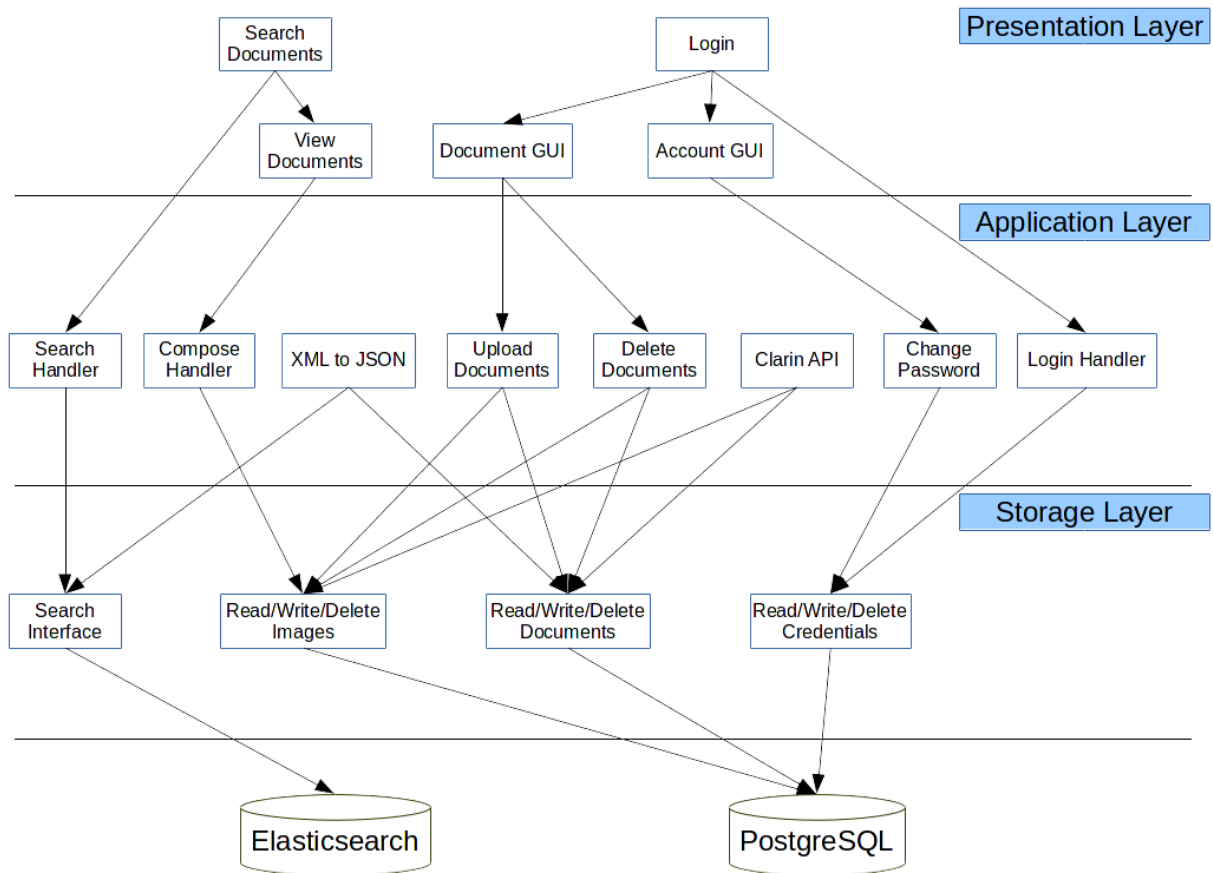 Presentation Layer
Search
Documents
Login
View
Documents
Document GUI
Account GUI
Application Layer
Search
Handler
Compose
Handler
XML to JSON
Upload
Documents
Delete
Documents
Clarin API
Change
Password
Login Handler
Storage Layer
Search
Interface
Read/Write/Delete
Images
Read/Write/Delete
Documents
Read/Write/Delete
Credentials
Elasticsearch
PostgreSQL